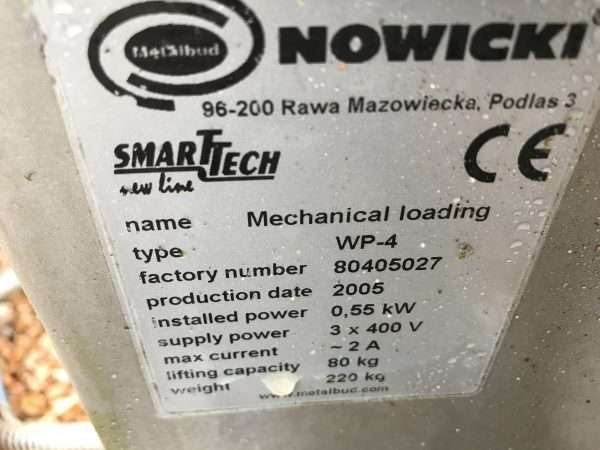 Metalbud NOWICKI
96-200 Rawa Mazowiecka, Podlas 3
SMARTTECH
new line
CE
name Mechanical loading
type WP-4
factory number 80405027
production date 2005
installed power 0,55 kW
supply power 3 x 400 V
max current ~ 2 A
lifting capacity 80 kg
weight 220 kg
www.metalbud.com